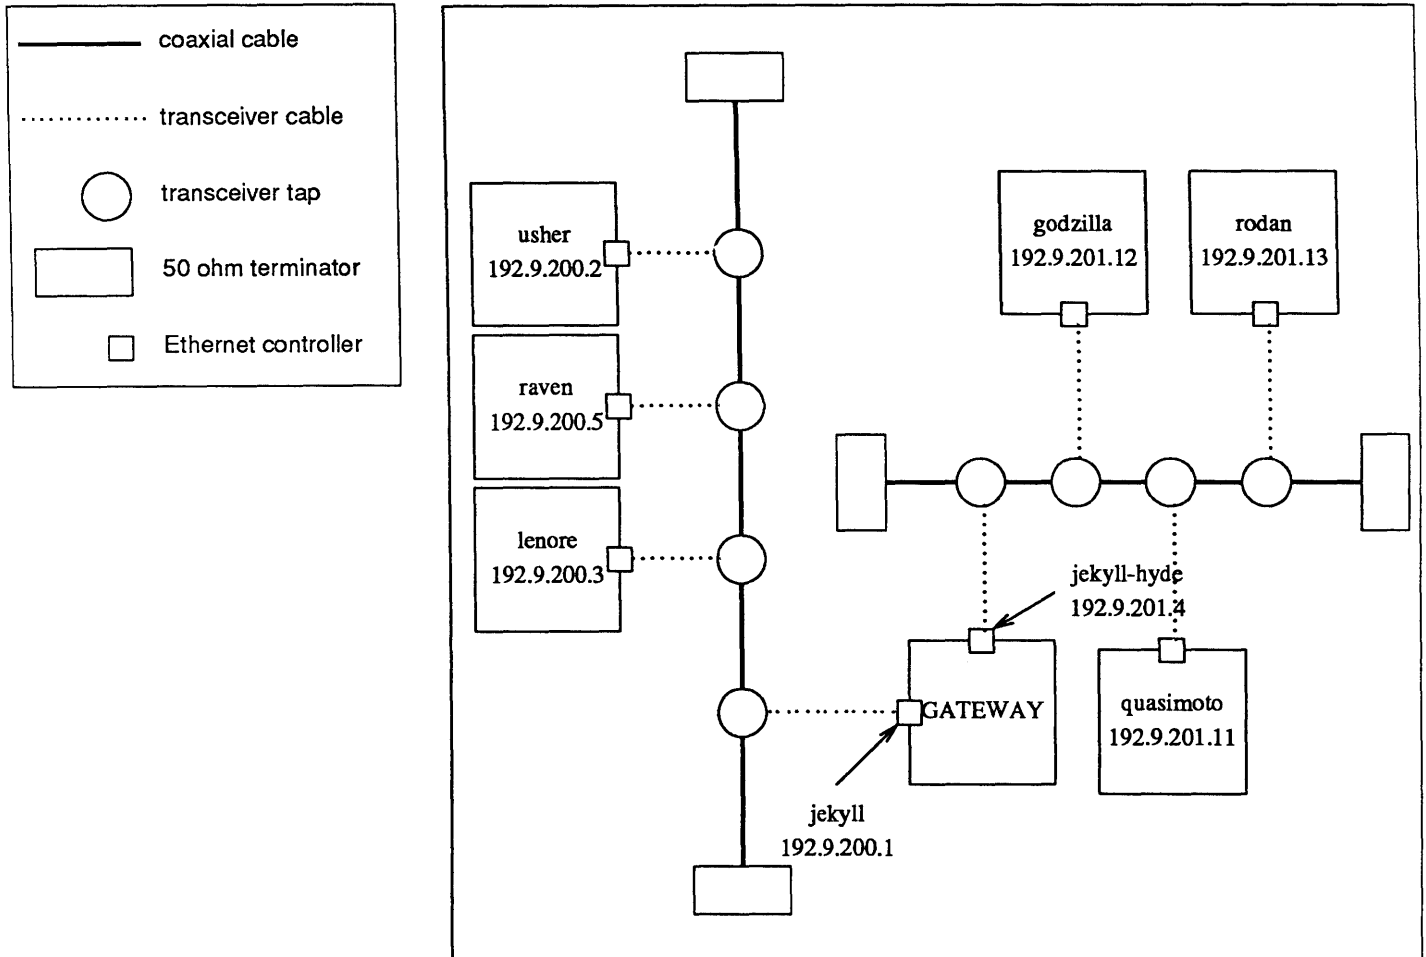 coaxial cable
transceiver cable
transceiver tap
50 ohm terminator
Ethernet controller
usher
192.9.200.2
raven
192.9.200.5
lenore
192.9.200.3
godzilla
192.9.201.12
rodan
192.9.201.13
jekyll-hyde
192.9.201.4
GATEWAY
quasimoto
192.9.201.11
jekyll
192.9.200.1